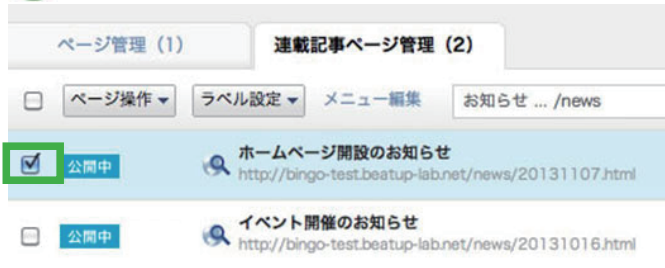 ページ管理（1）
連載記事ページ管理（2）
ページ操作 ラベル設定 メニュー編集 お知らせ ... /news
公開中 ホームページ開設のお知らせ
http://bingo-test.beatup-lab.net/news/20131107.html
公開中 イベント開催のお知らせ
http://bingo-test.beatup-lab.net/news/20131016.html